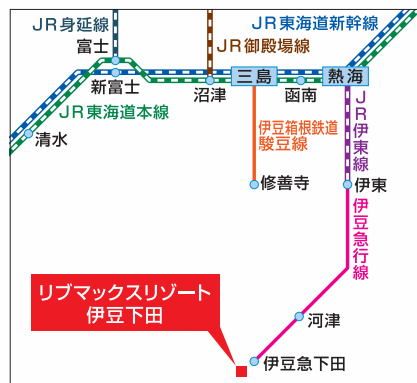 JR身延線
富士
JR御殿場線
JR東海道新幹線
新富士
沼津
三島
函南
熱海
JR東海道本線
清水
伊豆箱根鉄道
駿豆線
JR伊東線
修善寺
伊東
伊豆急行線
リブマックスリゾート
伊豆下田
河津
伊豆急下田